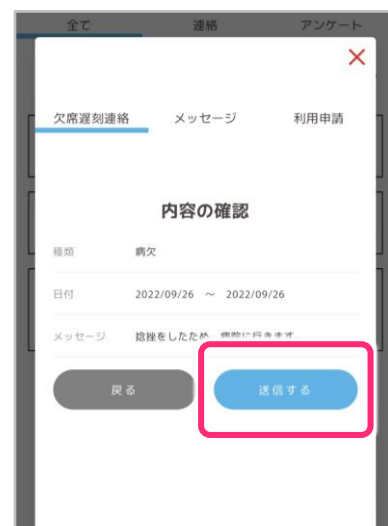 全て 連絡 アンケート
欠席遅刻連絡 メッセージ 利用申請
内容の確認
種類 病欠
日付 2022/09/26 ～ 2022/09/26
メッセージ 捻挫をしたため、病院に行きます。
戻る 送信する